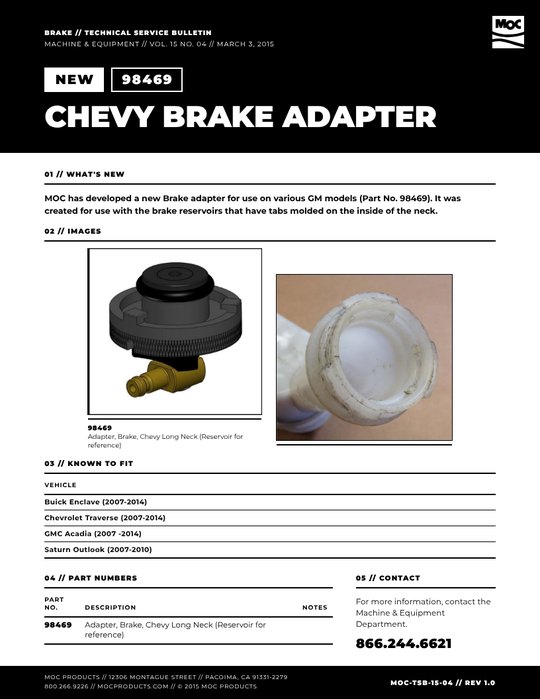 BRAKE // TECHNICAL SERVICE BULLETIN
MACHINE & EQUIPMENT // VOL. 15 NO. 04 // MARCH 3, 2015
MOC
NEW 98469
CHEVY BRAKE ADAPTER
01 // WHAT'S NEW
MOC has developed a new Brake adapter for use on various GM models (Part No. 98469). It was
created for use with the brake reservoirs that have tabs molded on the inside of the neck.
02 // IMAGES
98469
Adapter, Brake, Chevy Long Neck (Reservoir for
reference)
03 // KNOWN TO FIT
VEHICLE
Buick Enclave (2007-2014)
Chevrolet Traverse (2007-2014)
GMC Acadia (2007 -2014)
Saturn Outlook (2007-2010)
04 // PART NUMBERS
PART
NO. DESCRIPTION NOTES
98469 Adapter, Brake, Chevy Long Neck (Reservoir for
reference)
05 // CONTACT
For more information, contact the
Machine & Equipment
Department.
866.244.6621
MOC PRODUCTS // 12306 MONTAGUE STREET // PACOIMA, CA 91331-2279
800.266.9226 // MOCPRODUCTS.COM // © 2015 MOC PRODUCTS
MOC-TSB-15-04 // REV 1.0